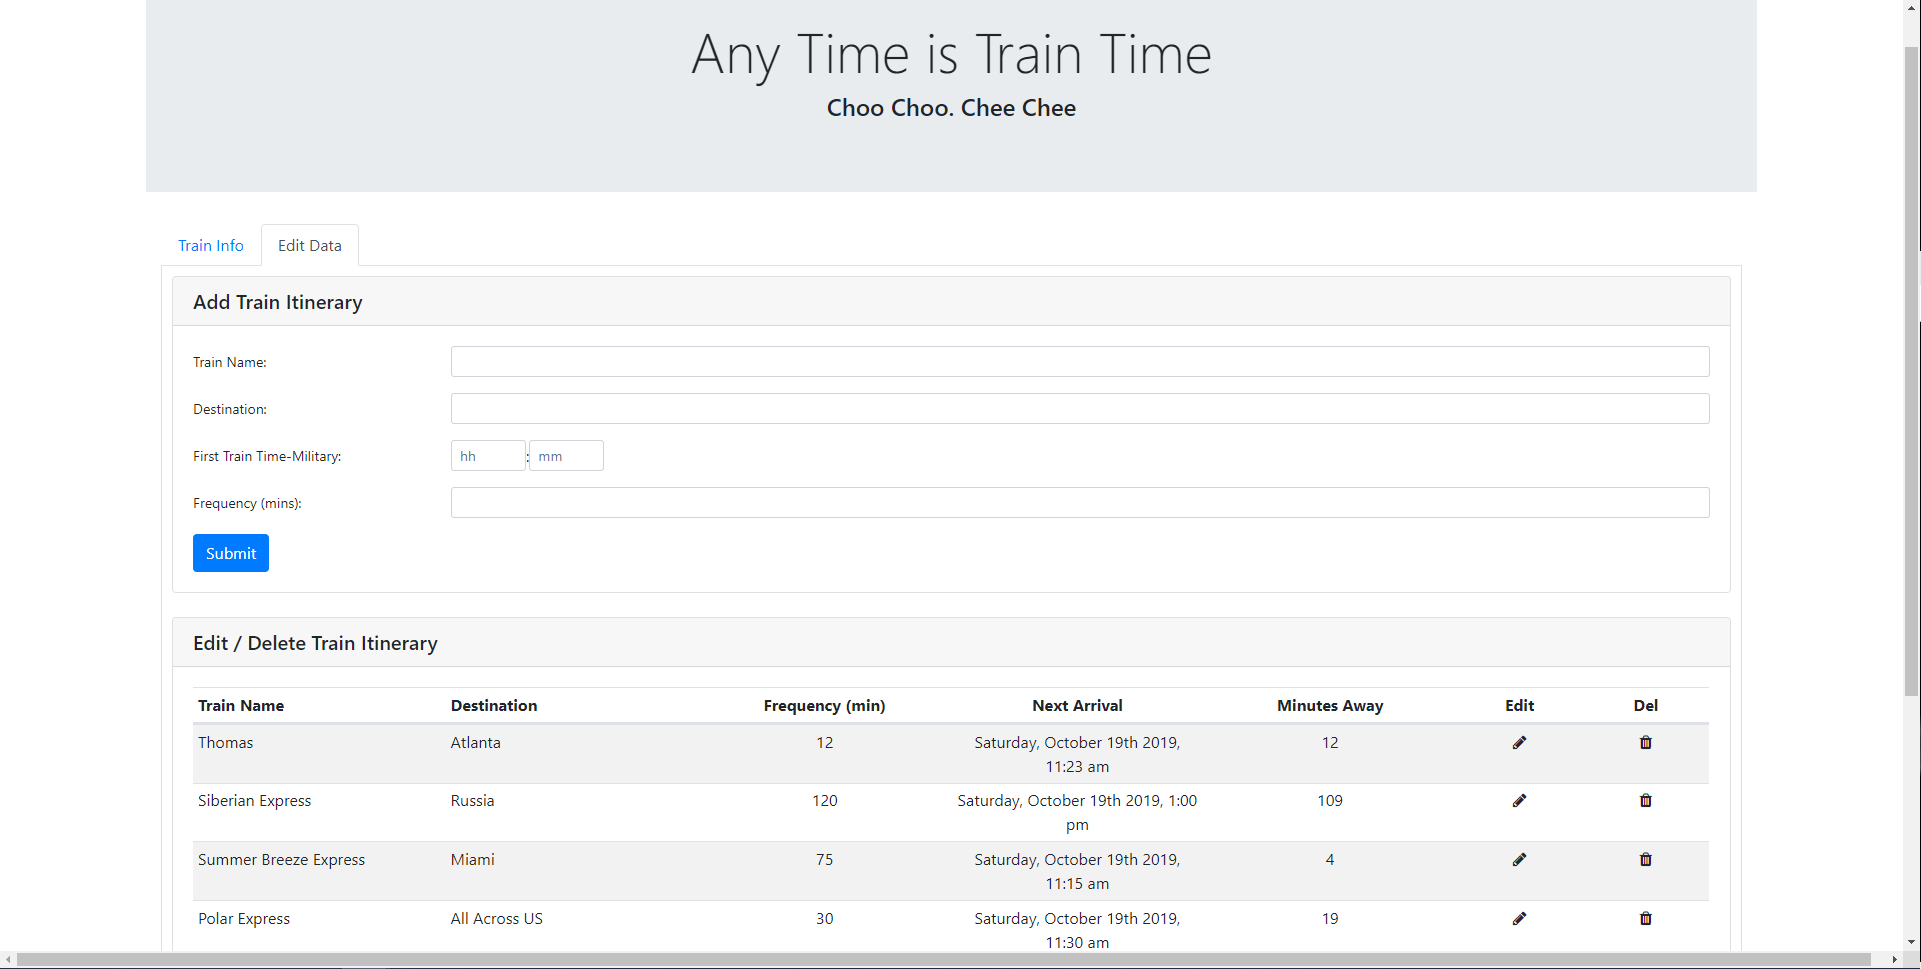 Any Time is Train Time
Choo Choo. Chee Chee
Train Info Edit Data
Add Train Itinerary
Train Name:
Destination:
First Train Time-Military: hh : mm
Frequency (mins):
Submit
Edit / Delete Train Itinerary
Train Name Destination Frequency (min) Next Arrival Minutes Away Edit Del
Thomas Atlanta 12 Saturday, October 19th 2019, 12
11:23 am
Siberian Express Russia 120 Saturday, October 19th 2019, 1:00 109
pm
Summer Breeze Express Miami 75 Saturday, October 19th 2019, 4
11:15 am
Polar Express All Across US 30 Saturday, October 19th 2019, 19
11:30 am